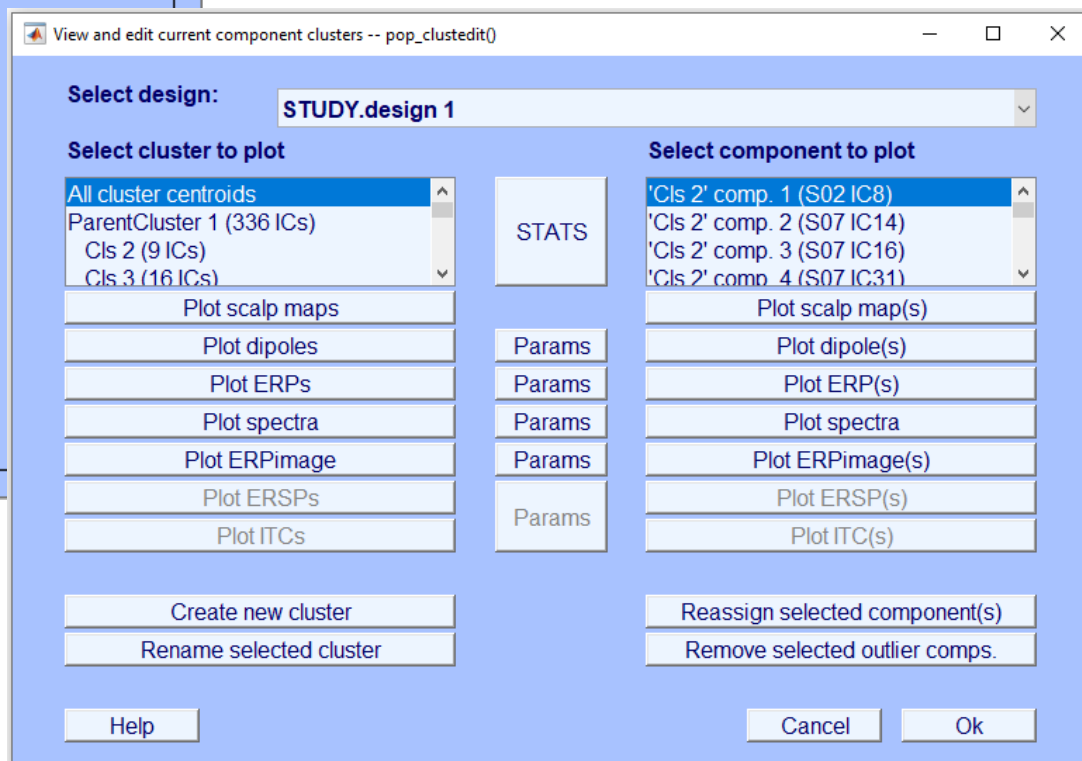 View and edit current component clusters -- pop_clustedit()
Select design:
STUDY.design 1
Select cluster to plot
Select component to plot
All cluster centroids
ParentCluster 1 (336 ICs)
Cls 2 (9 ICs)
Cls 3 (16 ICs)
STATS
'Cls 2' comp. 1 (S02 IC8)
'Cls 2' comp. 2 (S07 IC14)
'Cls 2' comp. 3 (S07 IC16)
'Cls 2' comp. 4 (S07 IC31)
Plot scalp maps
Plot scalp map(s)
Plot dipoles
Params
Plot dipole(s)
Plot ERPs
Params
Plot ERP(s)
Plot spectra
Params
Plot spectra
Plot ERPimage
Params
Plot ERPimage(s)
Plot ERSPs
Params
Plot ERSP(s)
Plot ITCs
Plot ITC(s)
Create new cluster
Reassign selected component(s)
Rename selected cluster
Remove selected outlier comps.
Help
Cancel
Ok